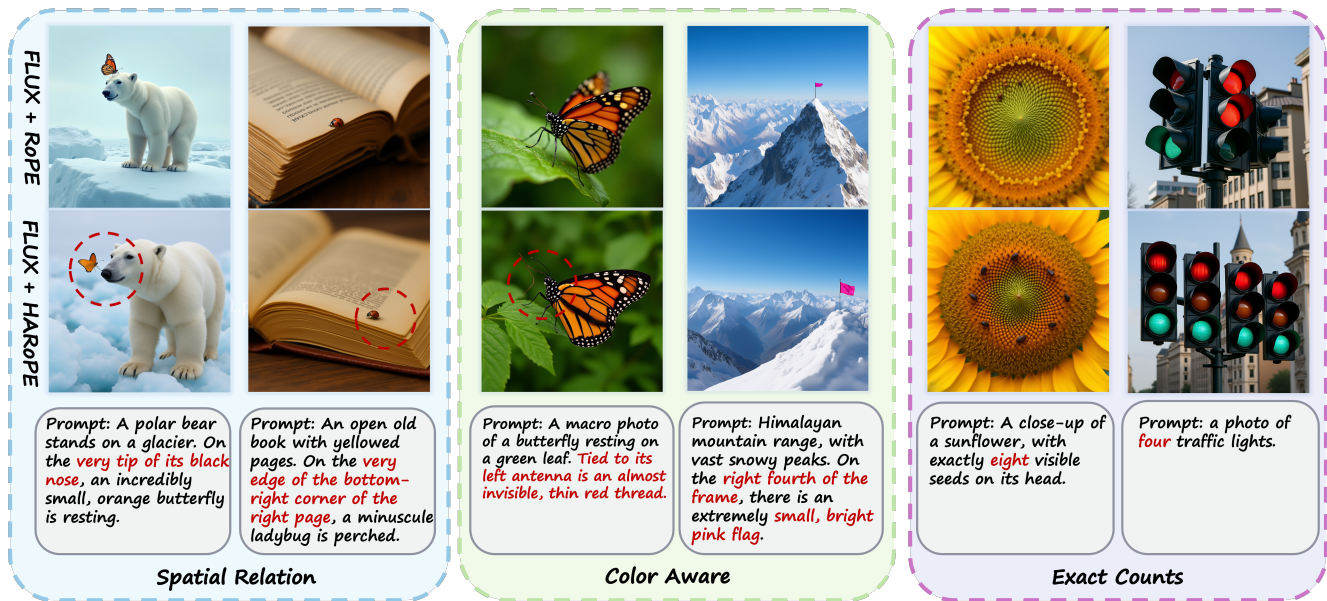 FLUX + RoPE
FLUX + HARoPE
Prompt: A polar bear
stands on a glacier. On
the very tip of its black
nose, an incredibly
small, orange butterfly
is resting.
Prompt: An open old
book with yellowed
pages. On the very
edge of the bottom-
right corner of the
right page, a minuscule
ladybug is perched.
Spatial Relation
Prompt: A macro photo
of a butterfly resting on
a green leaf. Tied to its
left antenna is an almost
invisible, thin red thread.
Prompt: Himalayan
mountain range, with
vast snowy peaks. On
the right fourth of the
frame, there is an
extremely small, bright
pink flag.
Color Aware
Prompt: A close-up of
a sunflower, with
exactly eight visible
seeds on its head.
Prompt: a photo of
four traffic lights.
Exact Counts